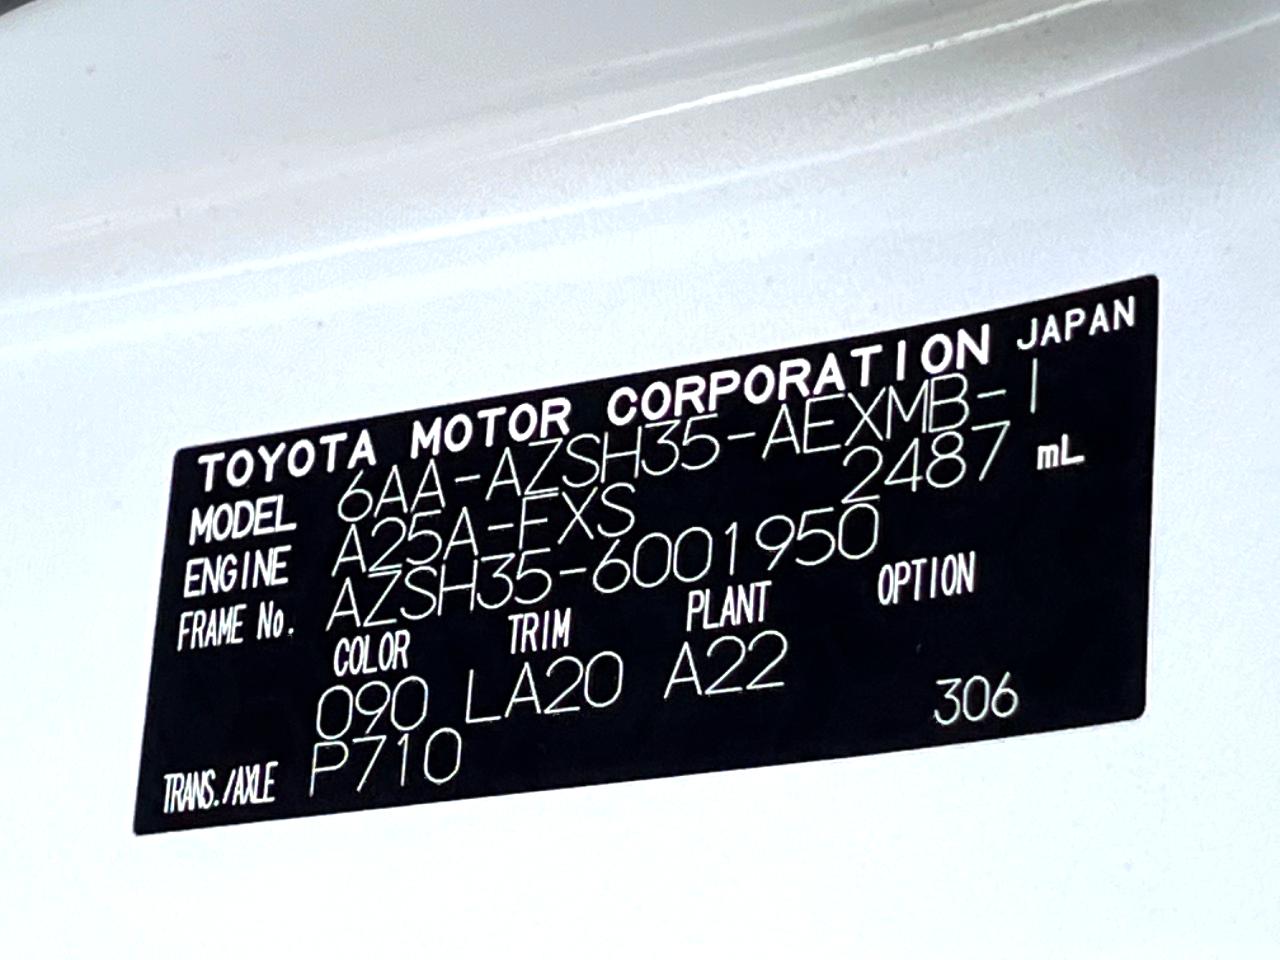 TOYOTA MOTOR CORPORATION JAPAN
MODEL 6AA-AZSH35-AEXMB-1
ENGINE A25A-FXS 2487 mL
FRAME No. AZSH35-6001950
COLOR TRIM PLANT OPTION
090 LA20 A22
TRANS./AXLE P710 306